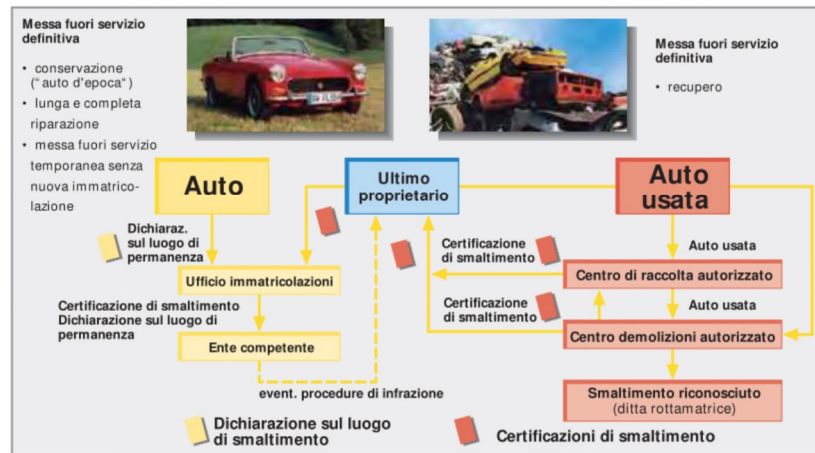 Messa fuori servizio
definitiva
• conservazione
("auto d'epoca")
• lunga e completa
riparazione
• messa fuori servizio
temporanea senza
nuova immatrico-
lazione
Messa fuori servizio
definitiva
• recupero
Auto
Ultimo
proprietario
Auto
usata
Dichiaraz.
sul luogo di
permanenza
Certificazione
di smaltimento
Auto usata
Ufficio immatricolazioni
Centro di raccolta autorizzato
Certificazione di smaltimento
Dichiarazione sul luogo di
permanenza
Certificazione
di smaltimento
Auto usata
Ente competente
Centro demolizioni autorizzato
event. procedure di infrazione
Smaltimento riconosciuto
(ditta rottamatrice)
Dichiarazione sul luogo
di smaltimento
Certificazioni di smaltimento